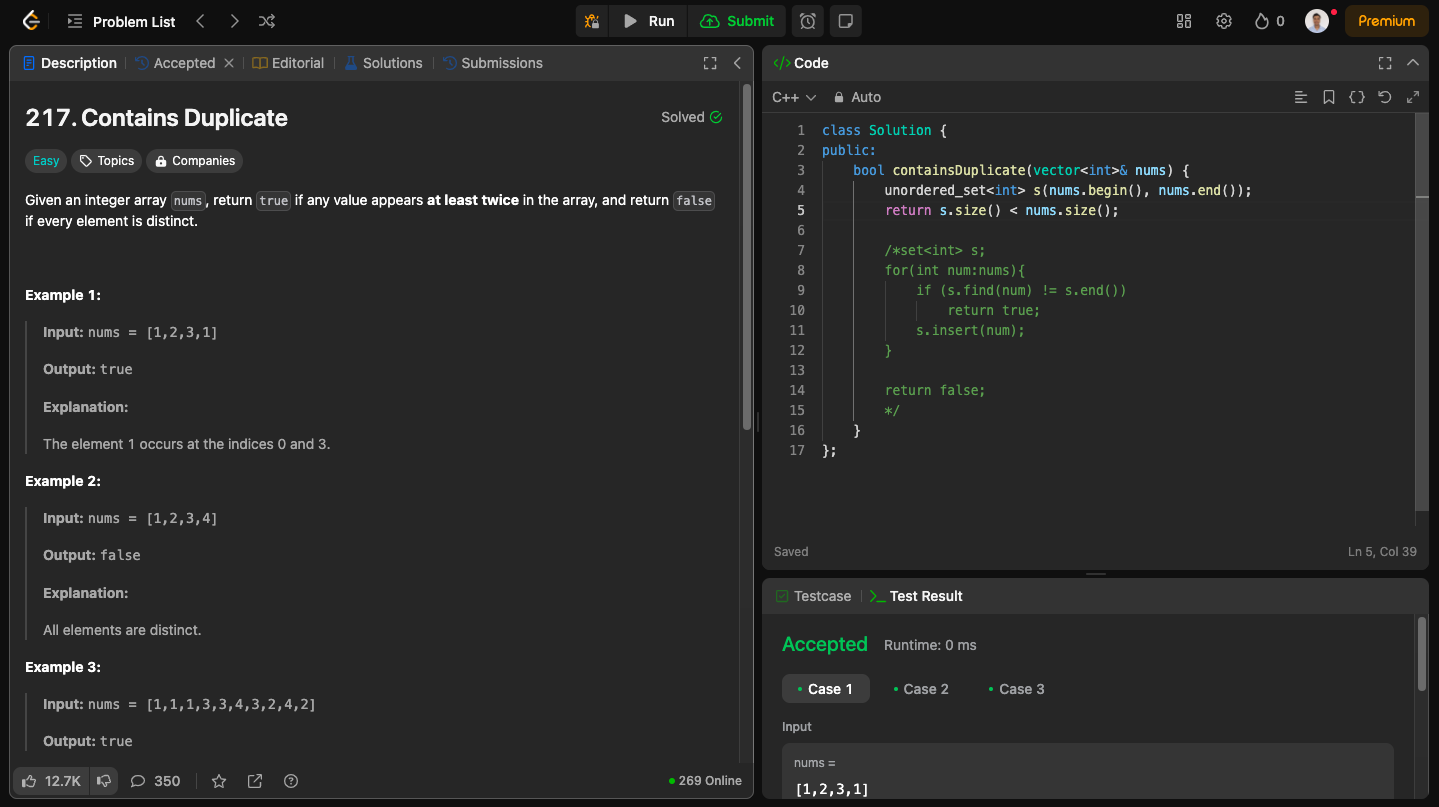 Problem List
Run
Submit
0
Premium
Description
Accepted
Editorial
Solutions
Submissions
217. Contains Duplicate
Solved
Easy
Topics
Companies
Given an integer array nums, return true if any value appears at least twice in the array, and return false
if every element is distinct.
Example 1:
Input: nums = [1,2,3,1]
Output: true
Explanation:
The element 1 occurs at the indices 0 and 3.
Example 2:
Input: nums = [1,2,3,4]
Output: false
Explanation:
All elements are distinct.
Example 3:
Input: nums = [1,1,1,3,3,4,3,2,4,2]
Output: true
12.7K
350
269 Online
</> Code
C++
Auto
1 class Solution {
2 public:
3     bool containsDuplicate(vector<int>& nums) {
4         unordered_set<int> s(nums.begin(), nums.end());
5         return s.size() < nums.size();
6
7         /*set<int> s;
8         for(int num:nums){
9             if (s.find(num) != s.end())
10                 return true;
11             s.insert(num);
12         }
13
14         return false;
15         */
16     }
17 };
Saved
Ln 5, Col 39
Testcase
Test Result
Accepted
Runtime: 0 ms
Case 1
Case 2
Case 3
Input
nums =
[1,2,3,1]